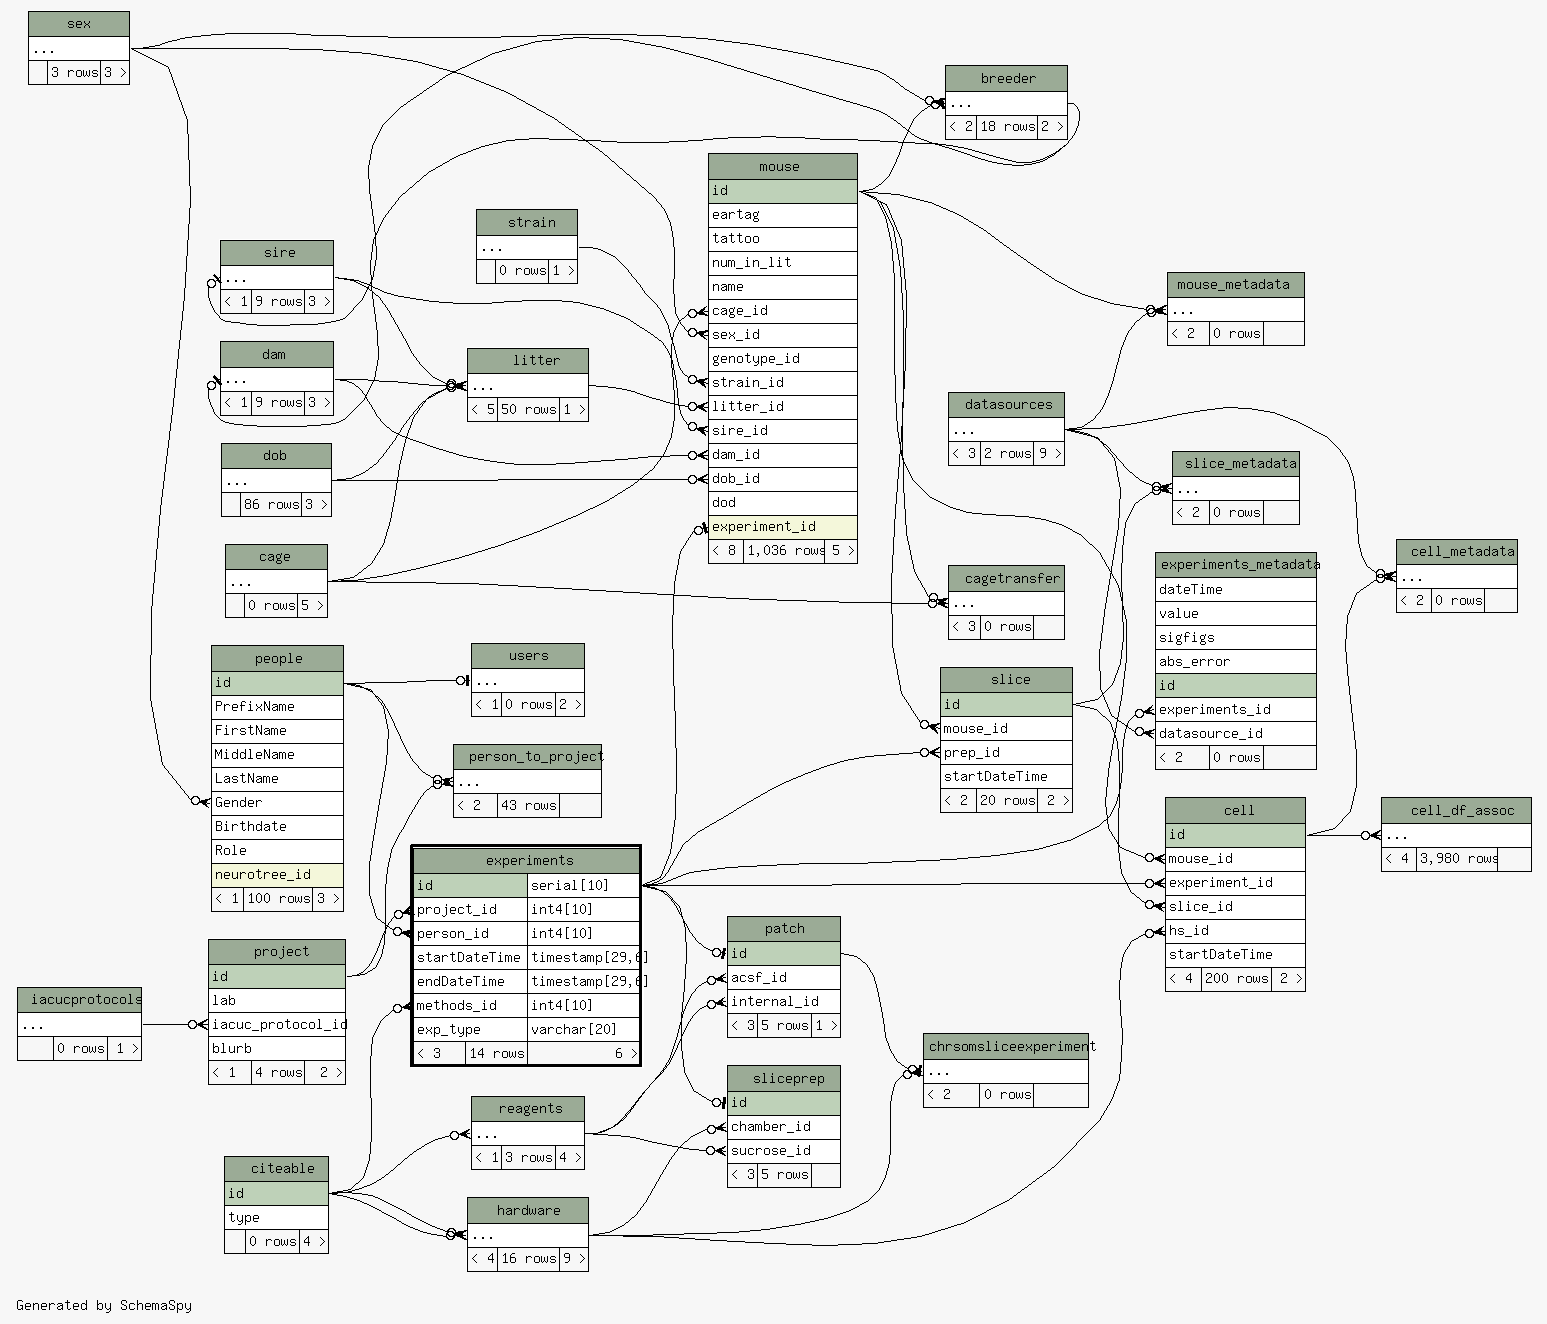 sex
...
3 rows 3 >
breeder
...
< 2 18 rows 2 >
mouse
id
eartag
tattoo
num_in_lit
name
cage_id
sex_id
genotype_id
strain_id
litter_id
sire_id
dam_id
dob_id
dod
experiment_id
< 8 1,036 rows 5 >
strain
...
0 rows 1 >
sire
...
< 1 9 rows 3 >
dam
...
< 1 9 rows 3 >
litter
...
< 5 50 rows 1 >
dob
...
86 rows 3 >
cage
...
0 rows 5 >
mouse_metadata
...
< 2 0 rows
datasources
...
< 3 2 rows 9 >
slice_metadata
...
< 2 0 rows
cell_metadata
...
< 2 0 rows
experiments_metadata
dateTime
value
sigfigs
abs_error
id
experiments_id
datasource_id
< 2 0 rows
cagetransfer
...
< 3 0 rows
slice
id
mouse_id
prep_id
startDateTime
< 2 20 rows 2 >
people
id
PrefixName
FirstName
MiddleName
LastName
Gender
Birthdate
Role
neurotree_id
< 1 100 rows 3 >
users
...
< 1 0 rows 2 >
person_to_project
...
< 2 43 rows
cell
id
mouse_id
experiment_id
slice_id
hs_id
startDateTime
< 4 200 rows 2 >
cell_df_assoc
...
< 4 3,980 rows
experiments
id serial[10]
project_id int4[10]
person_id int4[10]
startDateTime timestamp[29,6]
endDateTime timestamp[29,6]
methods_id int4[10]
exp_type varchar[20]
< 3 14 rows 6 >
project
id
lab
iacuc_protocol_id
blurb
< 1 4 rows 2 >
iacucprotocols
...
0 rows 1 >
patch
id
acsf_id
internal_id
< 3 5 rows 1 >
chrsomsliceexperiment
...
< 2 0 rows
sliceprep
id
chamber_id
sucrose_id
< 3 5 rows
reagents
...
< 1 3 rows 4 >
citeable
id
type
0 rows 4 >
hardware
...
< 4 16 rows 9 >
Generated by SchemaSpy